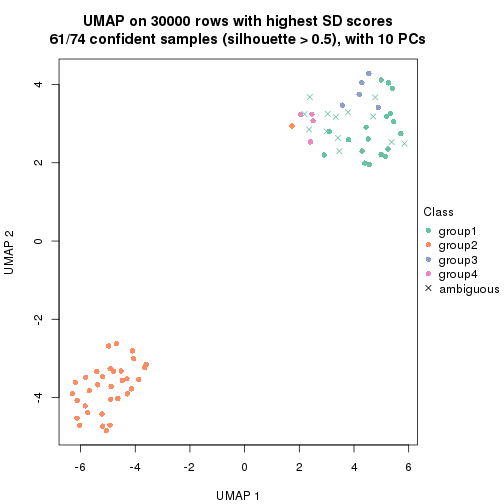 UMAP on 30000 rows with highest SD scores
61/74 confident samples (silhouette > 0.5), with 10 PCs
4
2
0
-2
-4
UMAP 2
-6
-4
-2
0
2
4
6
UMAP 1
Class
group1
group2
group3
group4
ambiguous